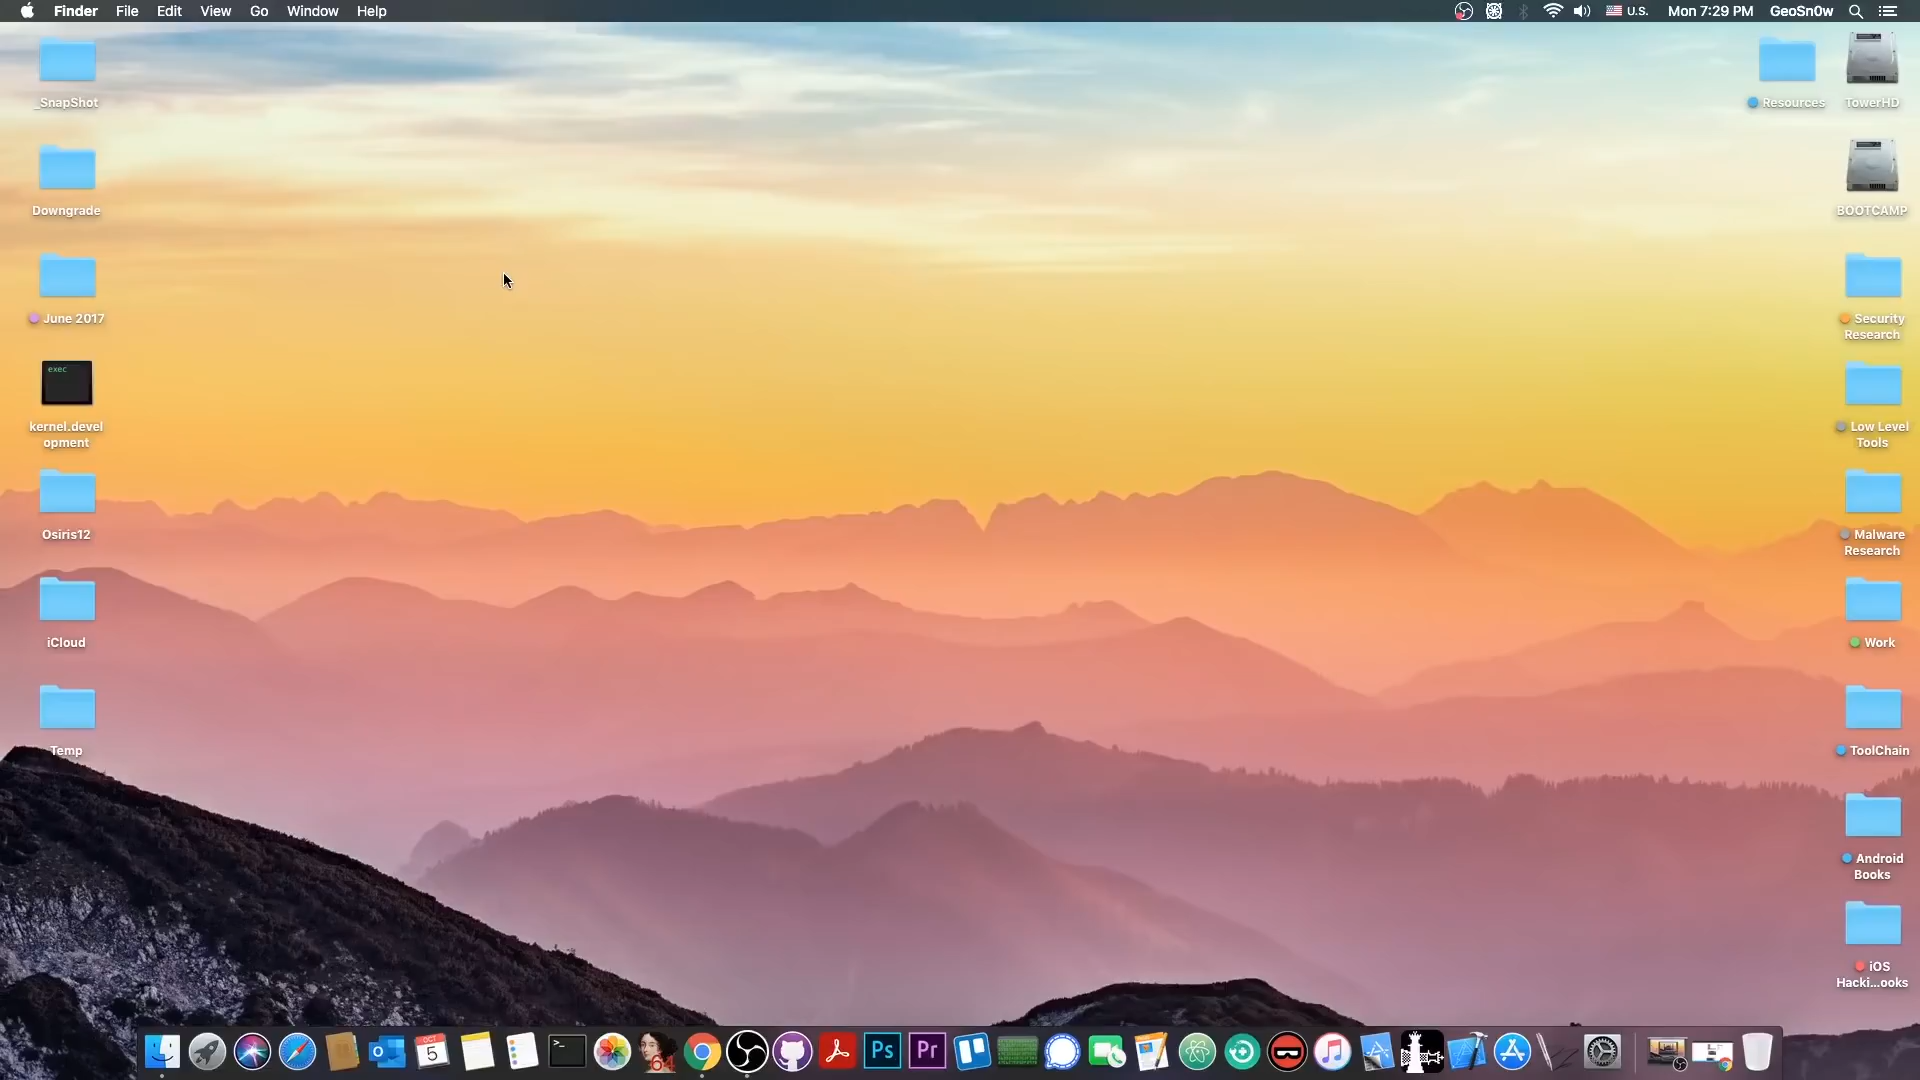 Finder File Edit View Go Window Help
U.S. Mon 7:29 PM GeoSn0w
_SnapShot
Downgrade
June 2017
exec
kernel.devel
opment
Osiris12
iCloud
Temp
Resources
TowerHD
BOOTCAMP
Security
Research
Low Level
Tools
Malware
Research
Work
ToolChain
Android
Books
iOS
Hacki...ooks
OCT
5
>_
Ps
Pr